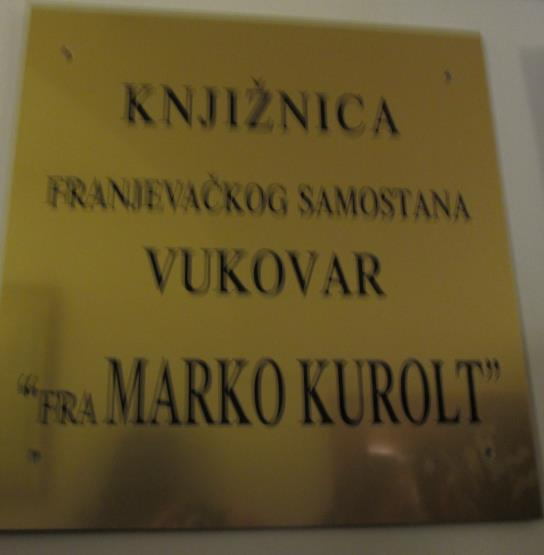 KNJIŽNICA
FRANJEVAČKOG SAMOSTANA
VUKOVAR
“FRA MARKO KUROLT”